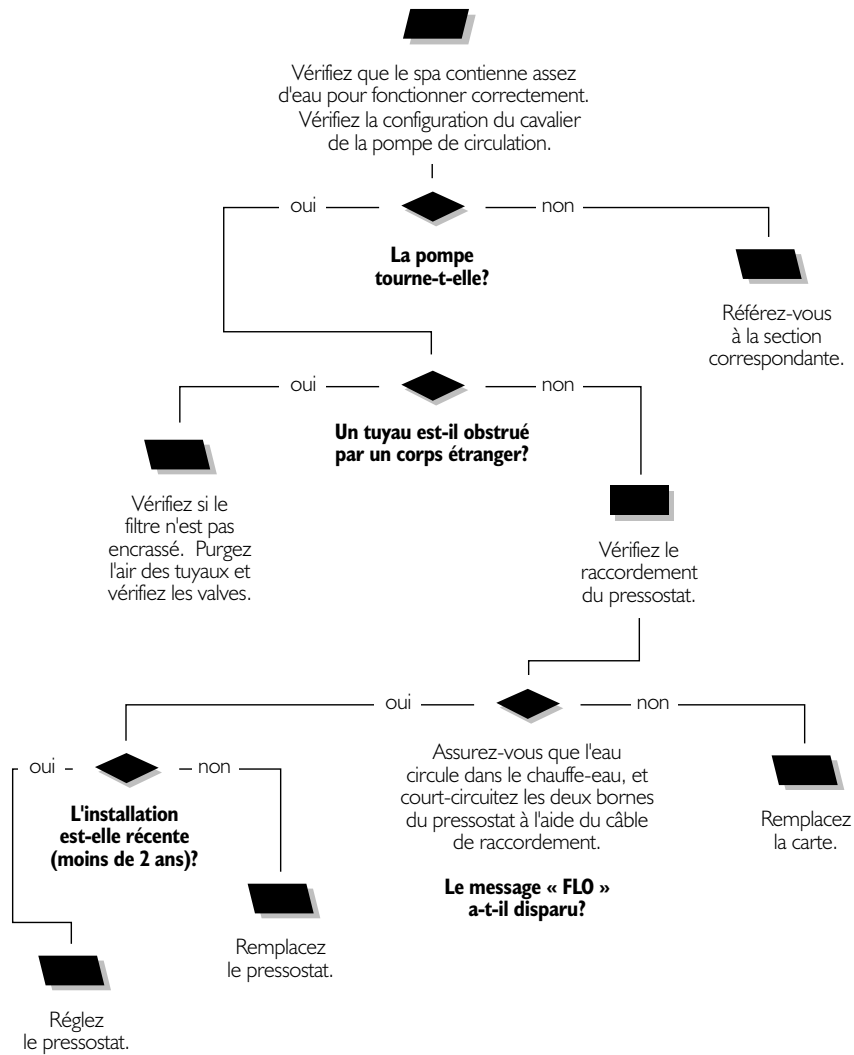 Vérifiez que le spa contienne assez
d'eau pour fonctionner correctement.
Vérifiez la configuration du cavalier
de la pompe de circulation.
oui
non
La pompe
tourne-t-elle?
Référez-vous
à la section
correspondante.
oui
non
Un tuyau est-il obstrué
par un corps étranger?
Vérifiez si le
filtre n'est pas
encrassé. Purgez
l'air des tuyaux et
vérifiez les valves.
Vérifiez le
raccordement
du pressostat.
oui
non
Assurez-vous que l'eau
circule dans le chauffe-eau, et
court-circuitez les deux bornes
du pressostat à l'aide du câble
de raccordement.
Le message « FLO »
a-t-il disparu?
Remplacez
la carte.
oui
non
L'installation
est-elle récente
(moins de 2 ans)?
Remplacez
le pressostat.
Réglez
le pressostat.